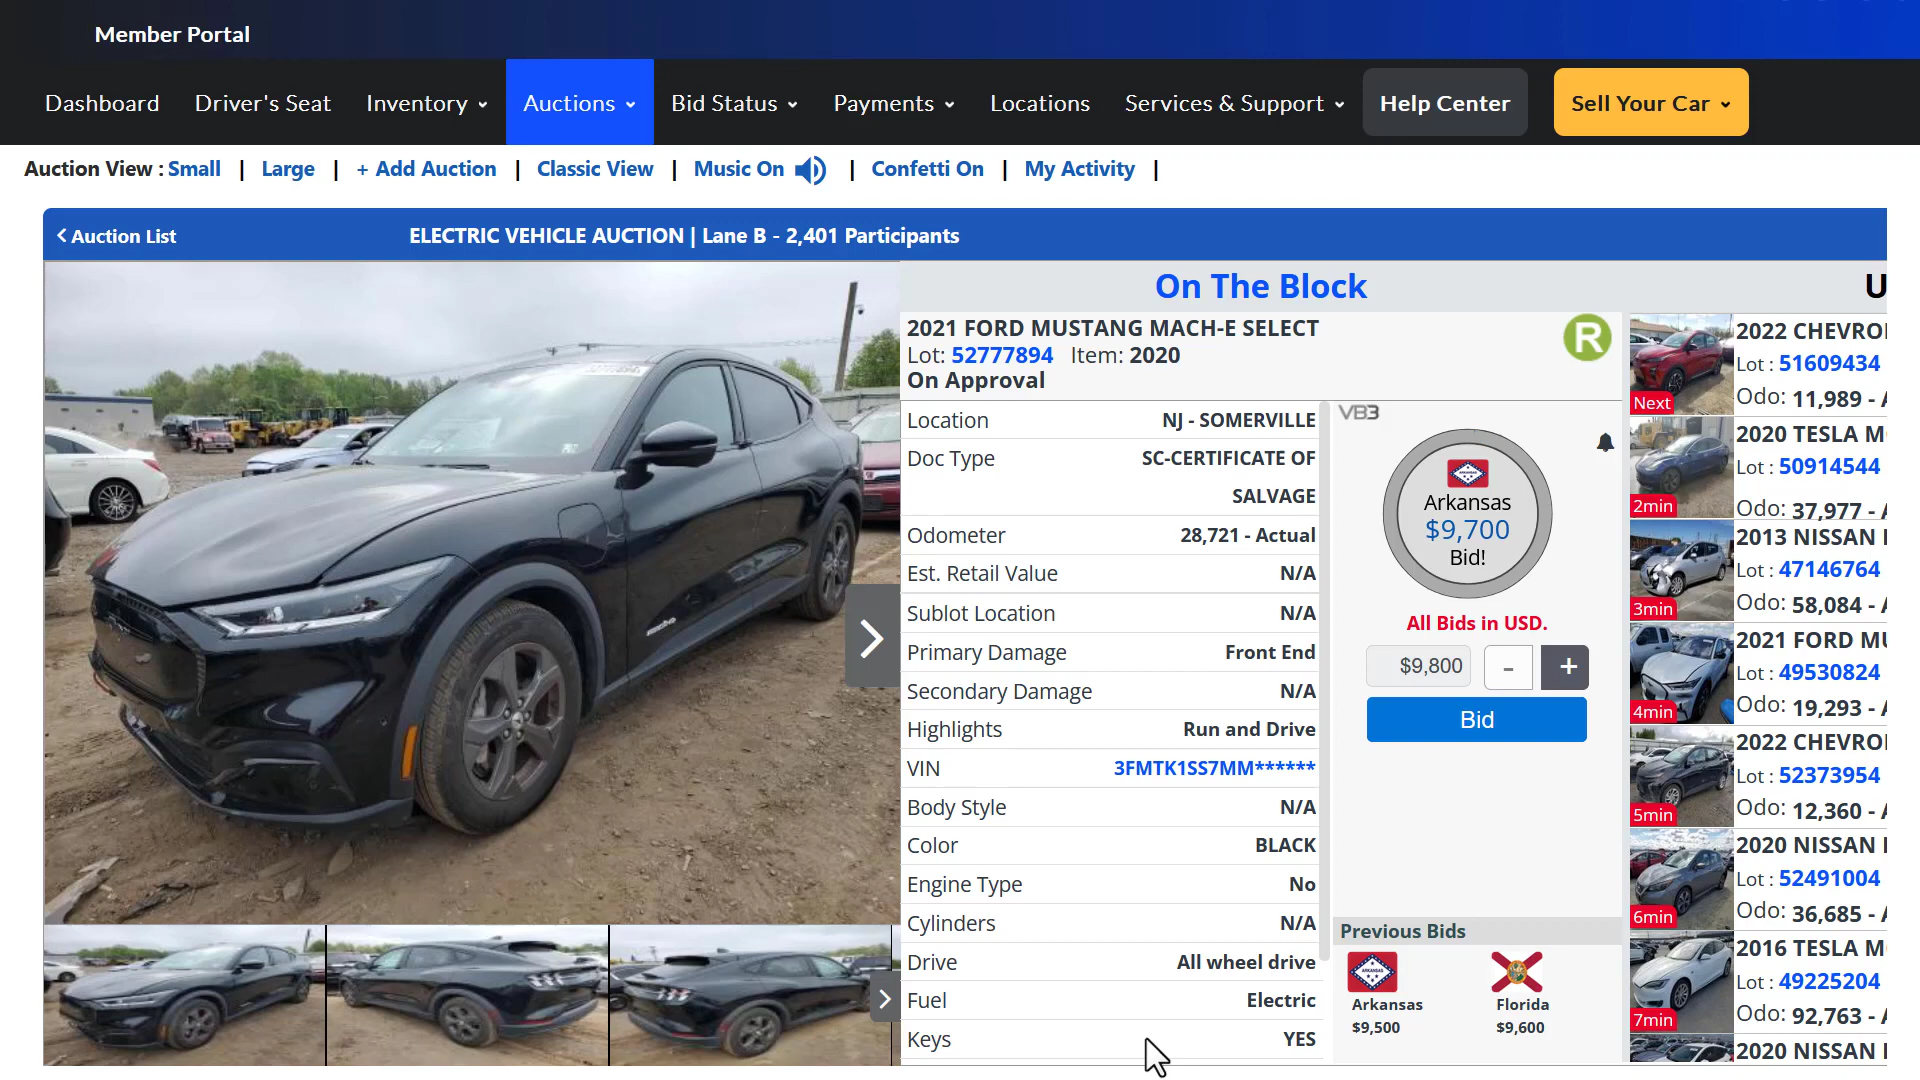 Member Portal
Dashboard Driver's Seat Inventory Auctions Bid Status Payments Locations Services & Support Help Center Sell Your Car
Auction View : Small | Large | + Add Auction | Classic View | Music On | Confetti On | My Activity |
Auction List ELECTRIC VEHICLE AUCTION | Lane B - 2,401 Participants
On The Block
U
2021 FORD MUSTANG MACH-E SELECT
Lot: 52777894 Item: 2020
On Approval
R
Location NJ - SOMERVILLE
Doc Type SC-CERTIFICATE OF
SALVAGE
Odometer 28,721 - Actual
Est. Retail Value N/A
Sublot Location N/A
Primary Damage Front End
Secondary Damage N/A
Highlights Run and Drive
VIN 3FMTK1SS7MM******
Body Style N/A
Color BLACK
Engine Type No
Cylinders N/A
Drive All wheel drive
Fuel Electric
Keys YES
VB3
Arkansas
$9,700
Bid!
All Bids in USD.
$9,800 - +
Bid
Previous Bids
Arkansas
$9,500
Florida
$9,600
2022 CHEVROL
Lot : 51609434
Odo: 11,989 - A
Next
2020 TESLA M
Lot : 50914544
Odo: 37,977 - A
2min
2013 NISSAN
Lot : 47146764
Odo: 58,084 - A
3min
2021 FORD MU
Lot : 49530824
Odo: 19,293 - A
4min
2022 CHEVROL
Lot : 52373954
Odo: 12,360 - A
5min
2020 NISSAN
Lot : 52491004
Odo: 36,685 - A
6min
2016 TESLA M
Lot : 49225204
Odo: 92,763 - A
7min
2020 NISSAN